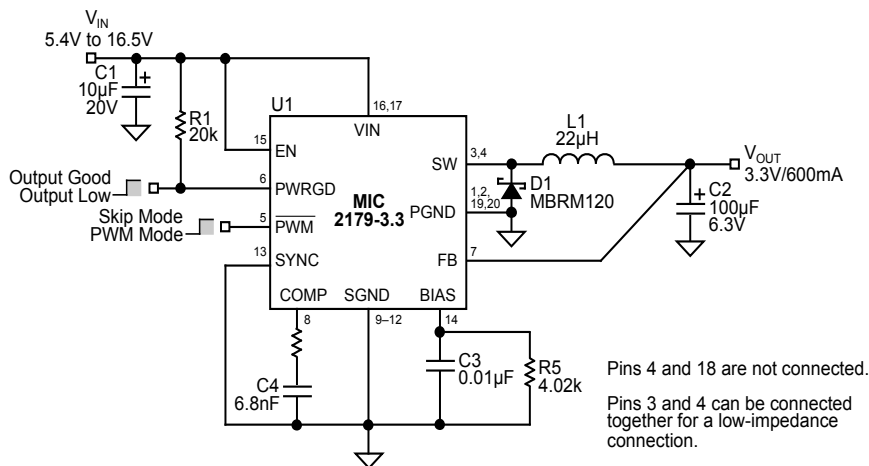 VIN
5.4V to 16.5V
C1
10µF
20V
R1
20k
U1
16,17
VIN
15
EN
SW
3,4
L1
22µH
VOUT
3.3V/600mA
Output Good
Output Low
6
PWRGD
MIC
2179-3.3
PGND
1,2,
19,20
D1
MBRM120
C2
100µF
6.3V
Skip Mode
PWM Mode
5
PWM
13
SYNC
FB
7
COMP
SGND
BIAS
8
9–12
14
C4
6.8nF
C3
0.01µF
R5
4.02k
Pins 4 and 18 are not connected.
Pins 3 and 4 can be connected
together for a low-impedance
connection.